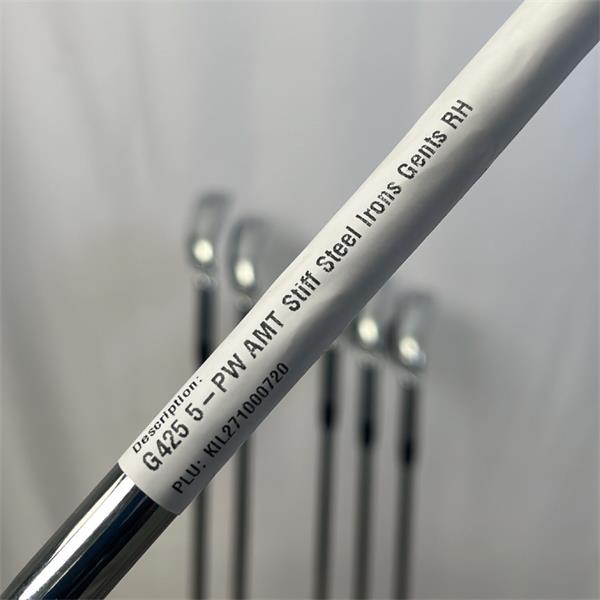 Description:
G425 5 - PW AMT Stiff Steel Irons Gents RH
PLU: KIL271000720